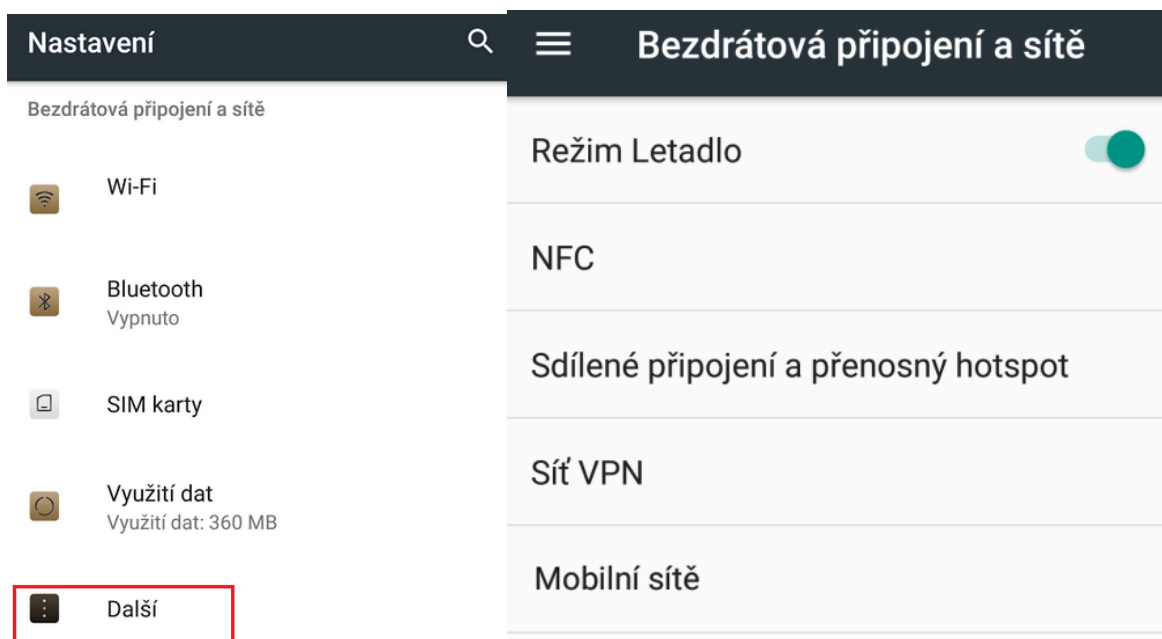 Nastavení
Bezdrátová připojení a sítě
Wi-Fi
Bluetooth
Vypnuto
SIM karty
Využití dat
Využití dat: 360 MB
Další
Bezdrátová připojení a sítě
Režim Letadlo
NFC
Sdílené připojení a přenosný hotspot
Síť VPN
Mobilní sítě